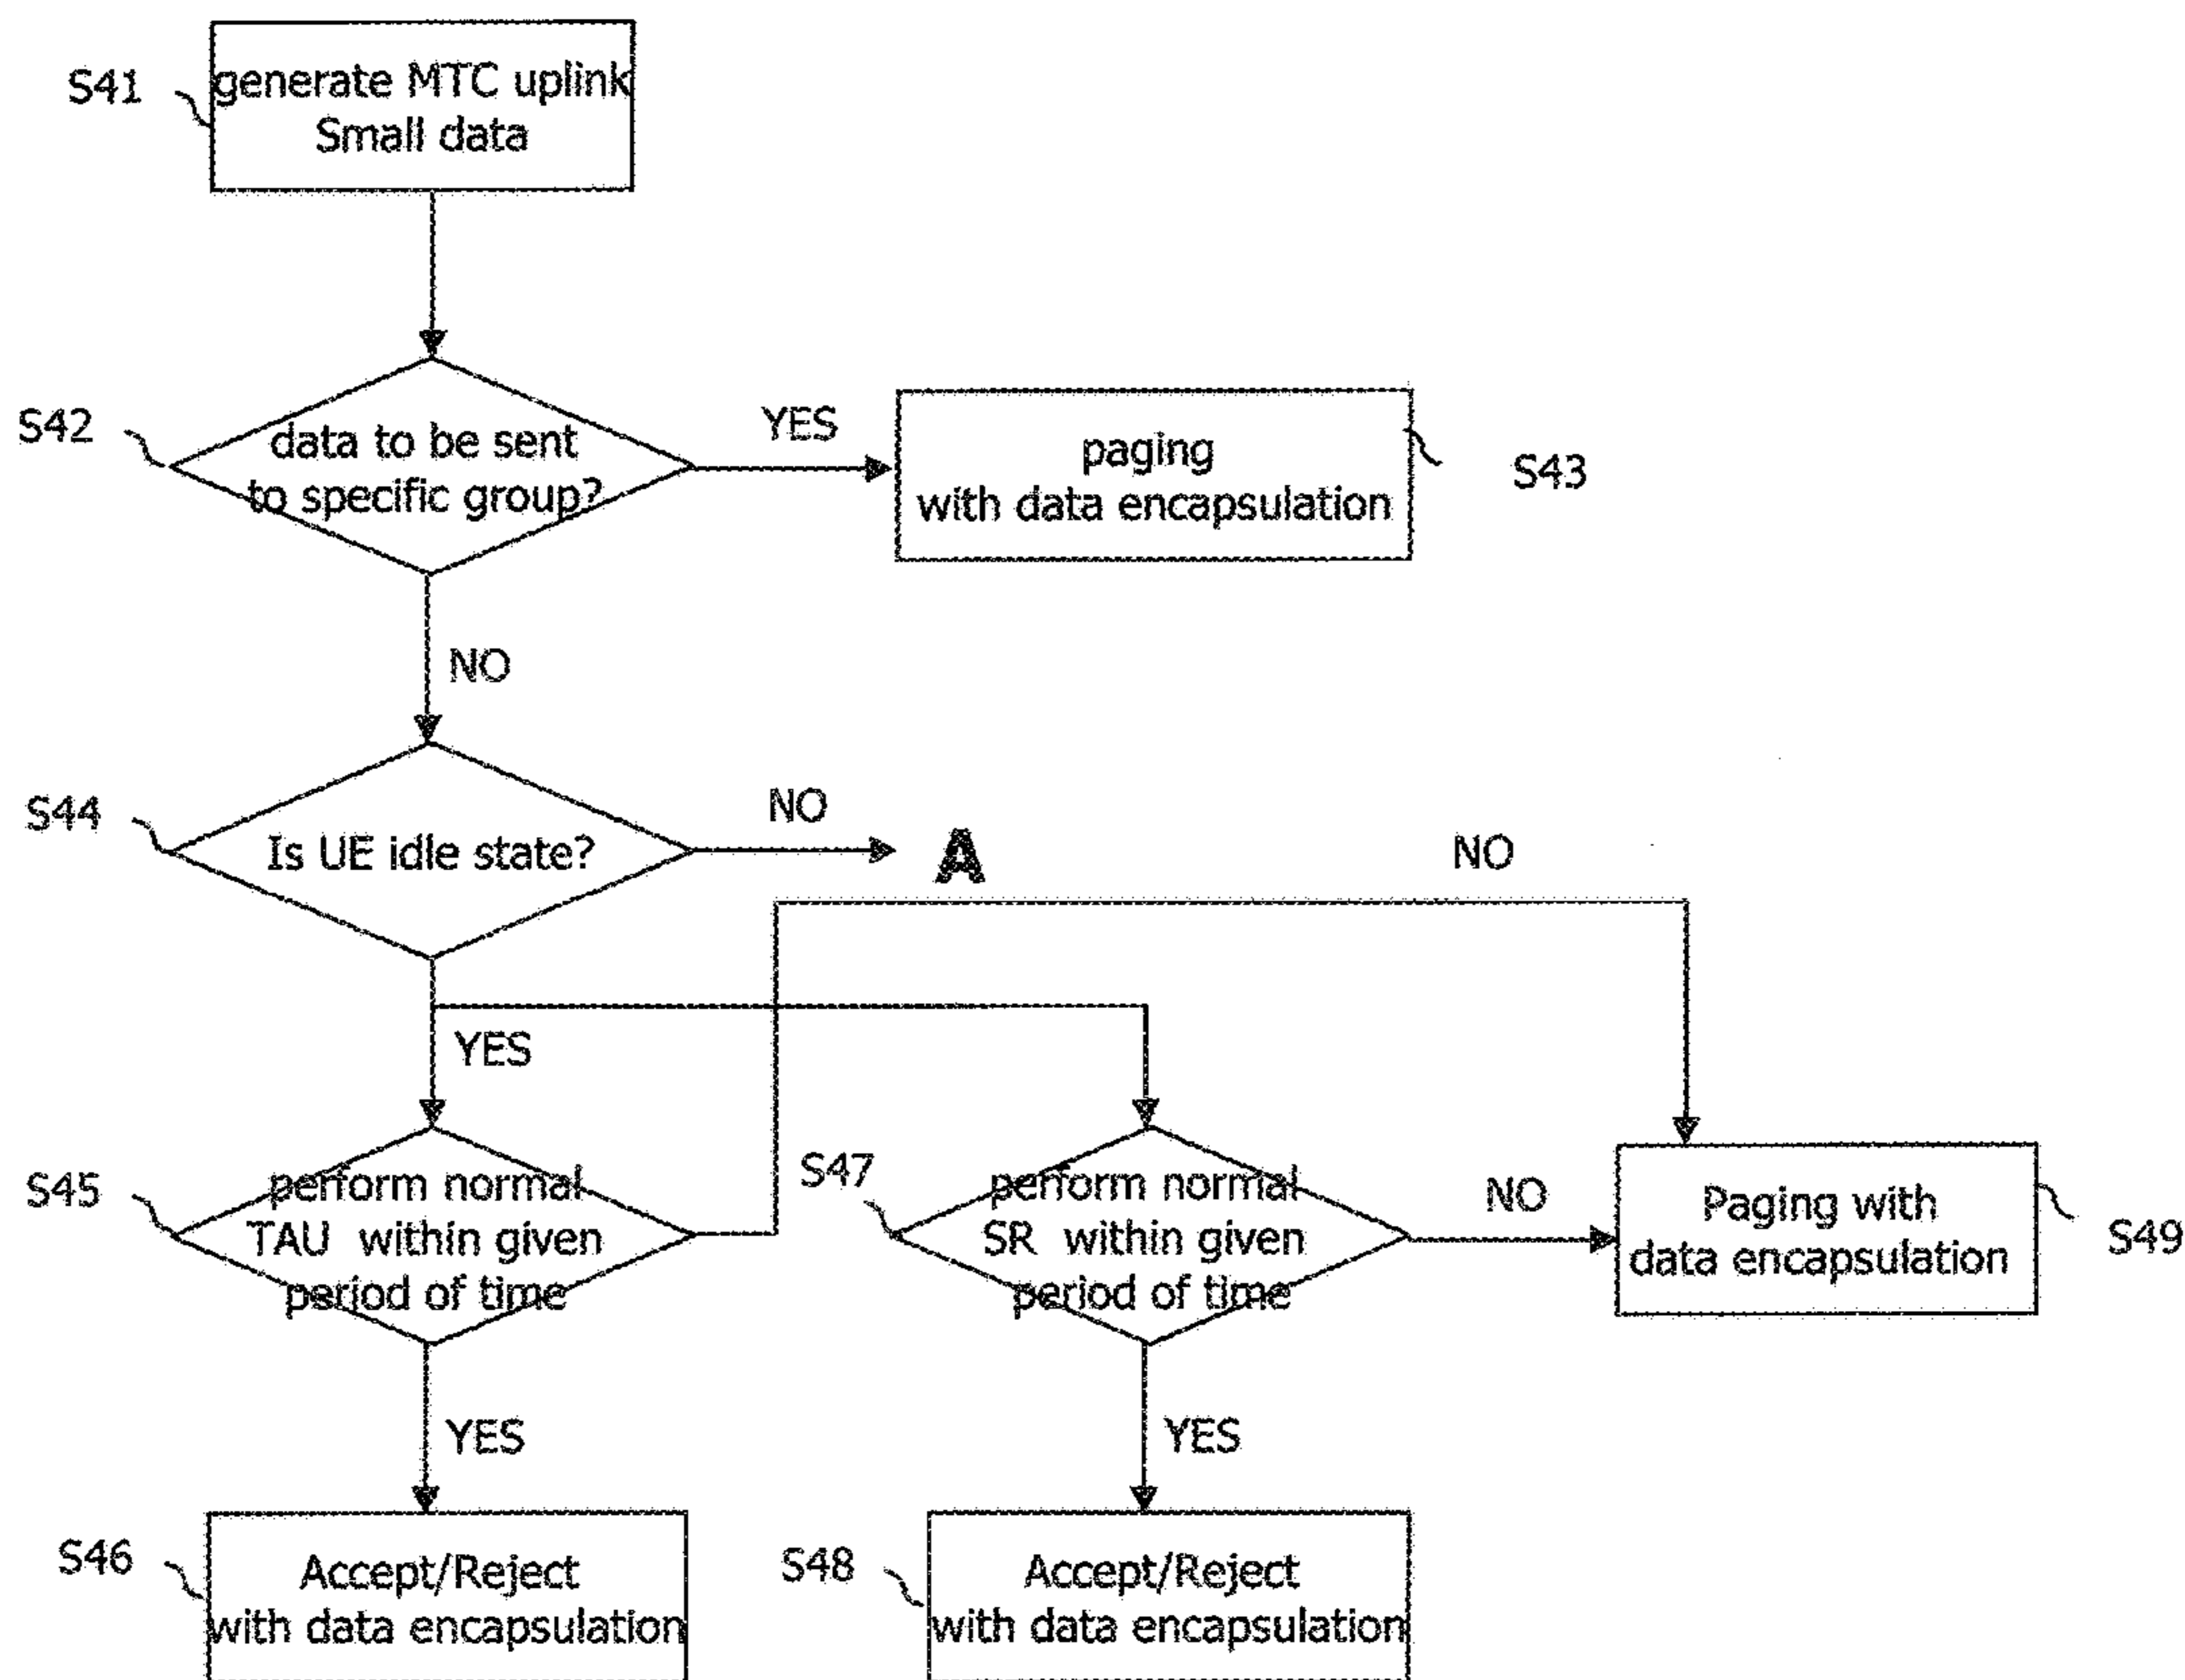 S41
generate MTC uplink
Small data
S42
data to be sent
to specific group?
YES
paging
with data encapsulation
S43
NO
S44
Is UE idle state?
NO
A
NO
YES
S45
perform normal
TAU within given
period of time
S47
perform normal
SR within given
period of time
NO
Paging with
data encapsulation
S49
YES
YES
S46
Accept/Reject
with data encapsulation
S48
Accept/Reject
with data encapsulation